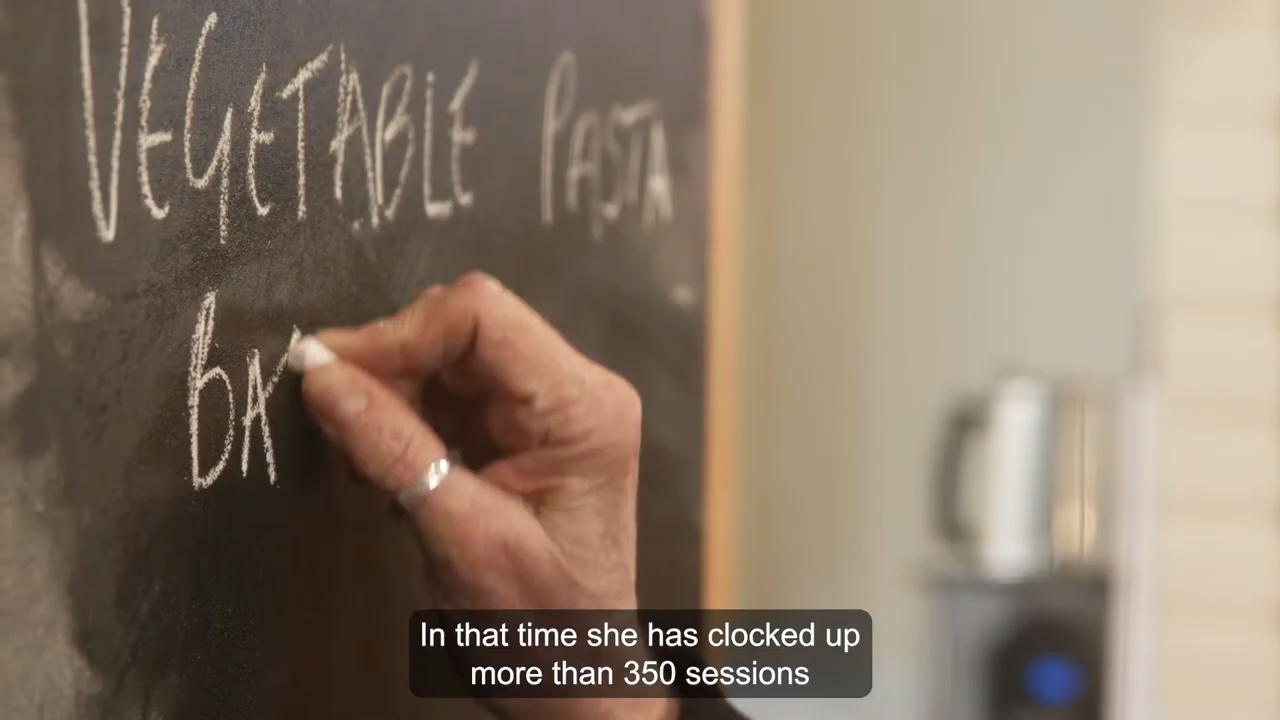 VEGETABLE PASTA
BA
In that time she has clocked up
more than 350 sessions